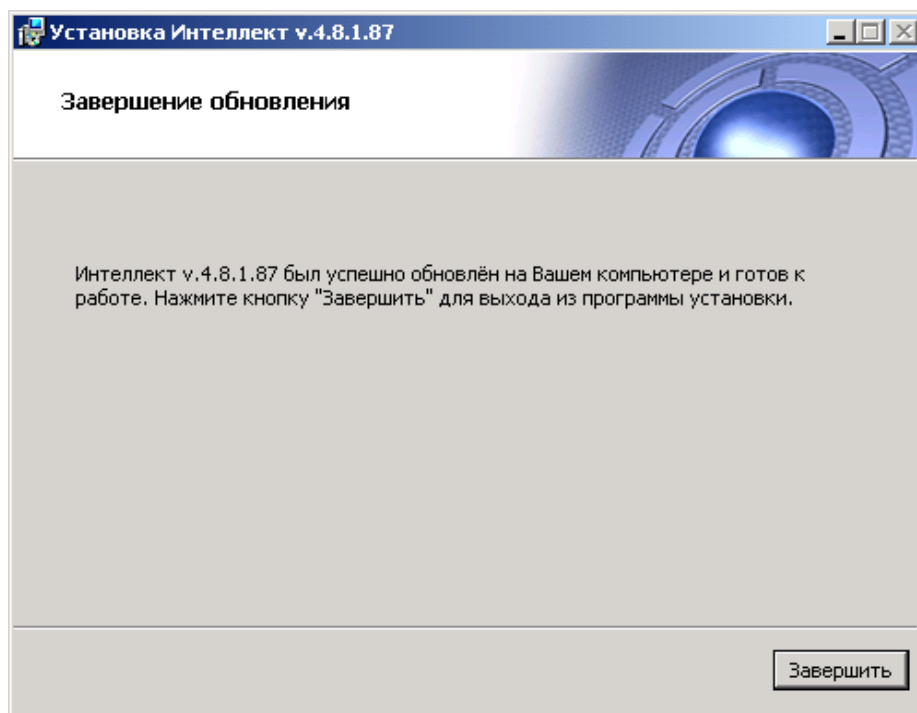 Установка Интеллект v.4.8.1.87
Завершение обновления
Интеллект v.4.8.1.87 был успешно обновлён на Вашем компьютере и готов к
работе. Нажмите кнопку "Завершить" для выхода из программы установки.
Завершить